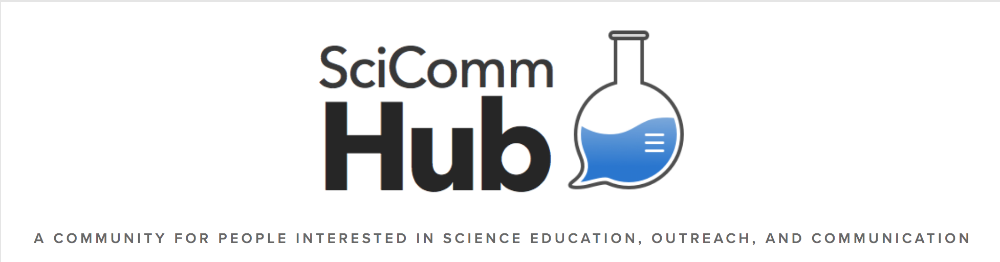 SciComm
Hub
A COMMUNITY FOR PEOPLE INTERESTED IN SCIENCE EDUCATION, OUTREACH, AND COMMUNICATION